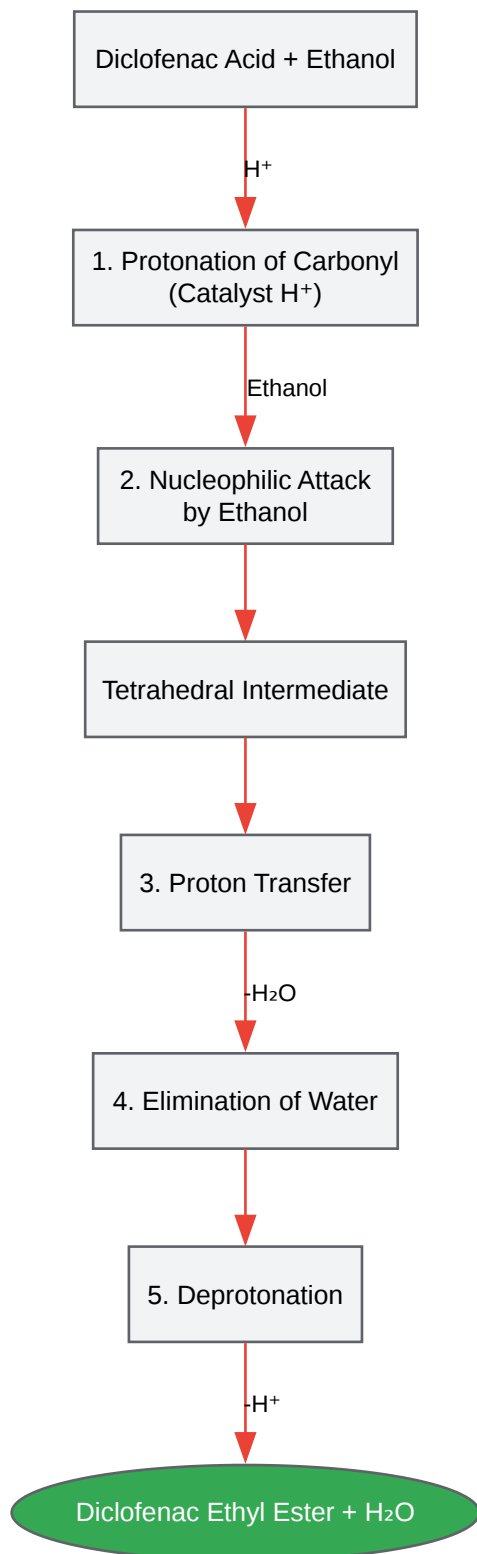 Diclofenac Acid + Ethanol
H⁺
1. Protonation of Carbonyl
(Catalyst H⁺)
Ethanol
2. Nucleophilic Attack
by Ethanol
Tetrahedral Intermediate
3. Proton Transfer
-H₂O
4. Elimination of Water
5. Deprotonation
-H⁺
Diclofenac Ethyl Ester + H₂O